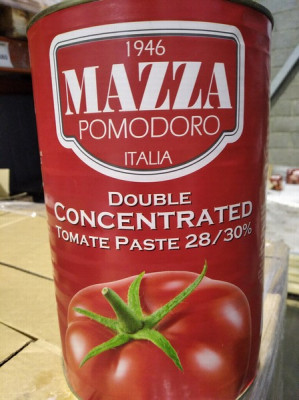 1946
MAZZA
POMODORO
ITALIA
DOUBLE
CONCENTRATED
TOMATE PASTE 28/30%